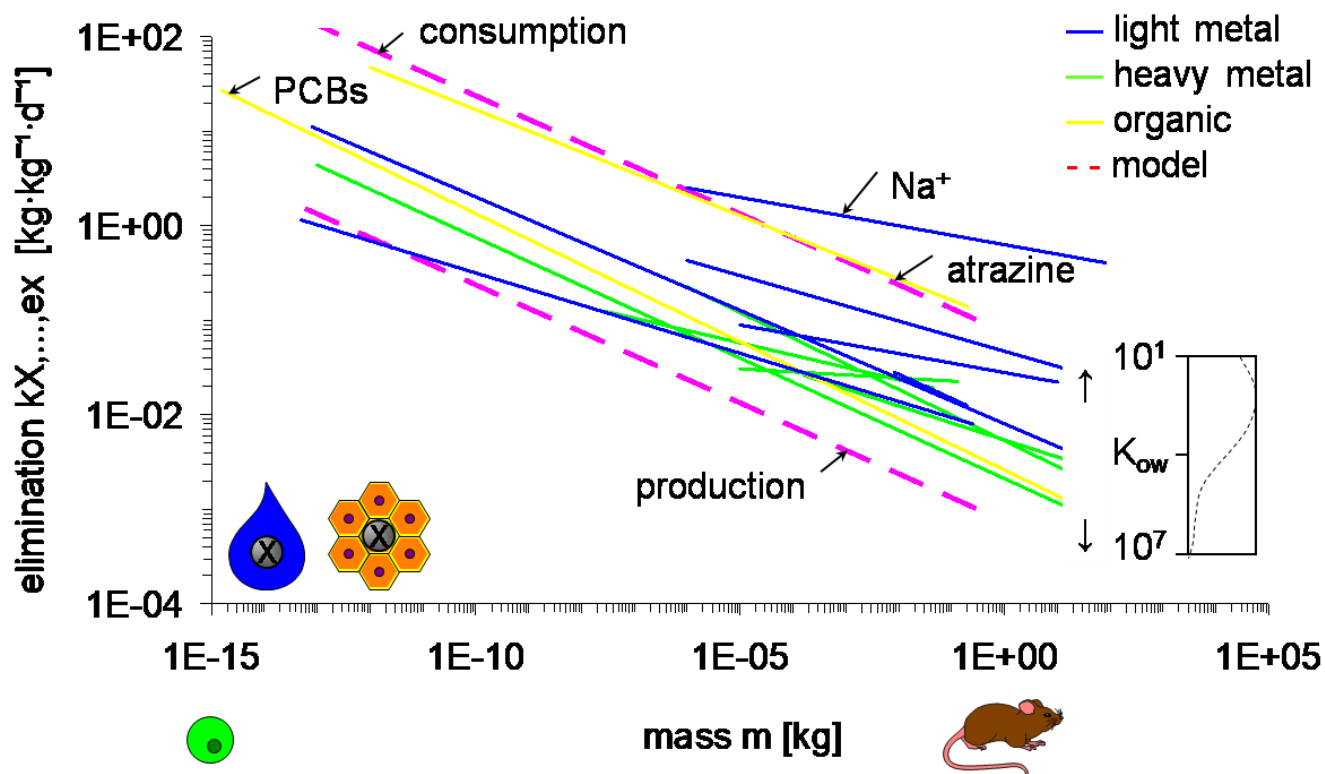 elimination kX,...,ex [kg·kg⁻¹·d⁻¹]
1E+02
1E+00
1E-02
1E-04
consumption
PCBs
Na⁺
atrazine
production
light metal
heavy metal
organic
model
10¹
K_ow
10⁷
↑
↓
X
X
1E-15
1E-10
1E-05
1E+00
1E+05
mass m [kg]